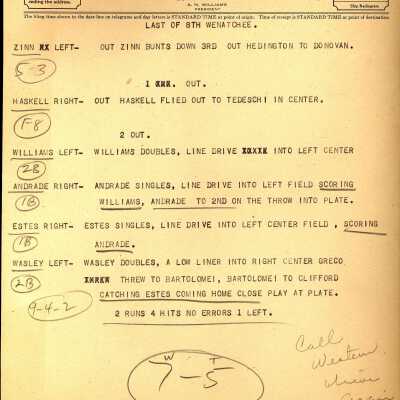 ending the address.
A. N. WILLIAMS
PRESIDENT
The filing time shown in the date line on telegrams and day letters is STANDARD TIME at point of origin. Time of receipt is STANDARD TIME at point of destination.
LAST OF 8TH WENATCHEE.
ZINN XX LEFT- OUT ZINN BUNTS DOWN 3RD OUT HEDINGTON TO DONOVAN.
5-3
1 XXX. OUT.
HASKELL RIGHT- OUT HASKELL FLIED OUT TO TEDESCHI IN CENTER.
F-8
2 OUT.
WILLIAMS LEFT- WILLIAMS DOUBLES, LINE DRIVE XXXXX INTO LEFT CENTER
2B
ANDRADE RIGHT- ANDRADE SINGLES, LINE DRIVE INTO LEFT FIELD SCORING
1B
WILLIAMS, ANDRADE TO 2ND ON THE THROW INTO PLATE.
ESTES RIGHT- ESTES SINGLES, LINE DRIVE INTO LEFT CENTER FIELD , SCORING
1B
ANDRADE.
WASLEY LEFT- WASLEY DOUBLES, A LOW LINER INTO RIGHT CENTER GRECO
2B
THREW TO BARTOLOMEI, BARTOLOMEI TO CLIFFORD
9-4-2
CATCHING ESTES COMING HOME CLOSE PLAY AT PLATE.
2 RUNS 4 HITS NO ERRORS 1 LEFT.
W T
7-5
Call
Western
Union
Again